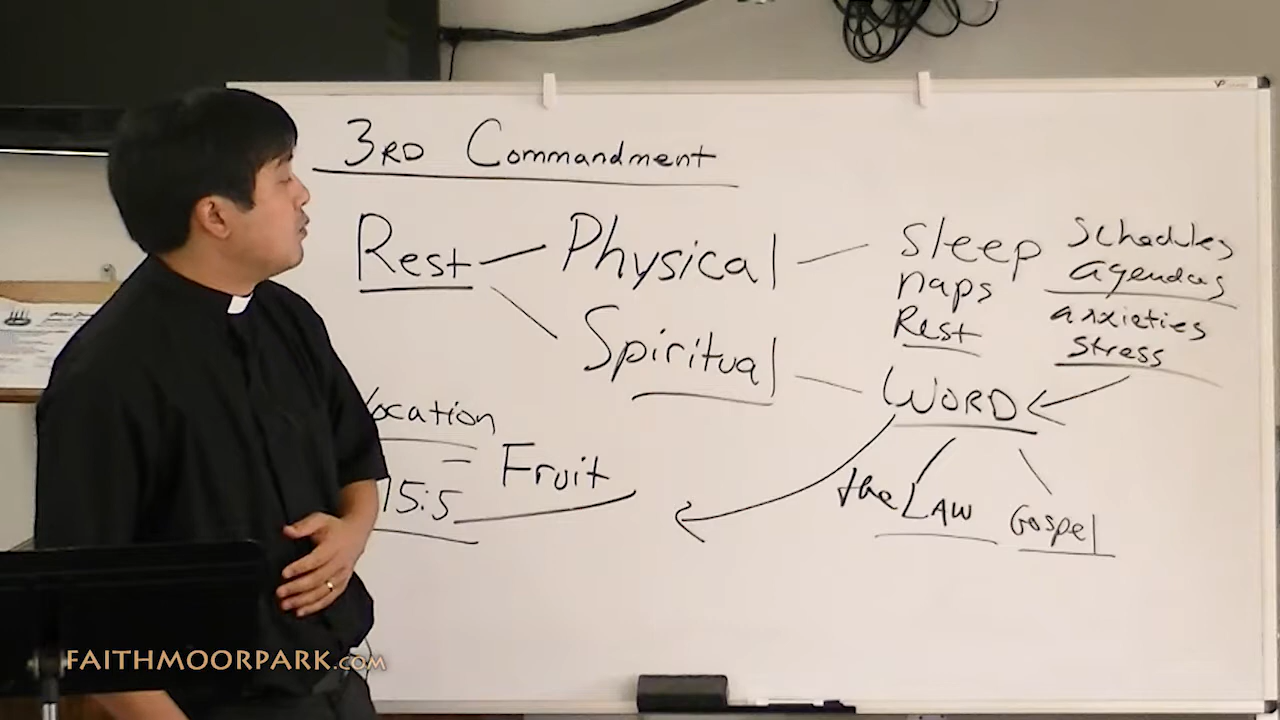 3RD Commandment
Rest Physical Sleep Schedules
naps agendas
Rest anxieties
Spiritual Stress
WORD
Vocation
= Fruit
15:5
the LAW Gospel
FAITHMOORPARK.com